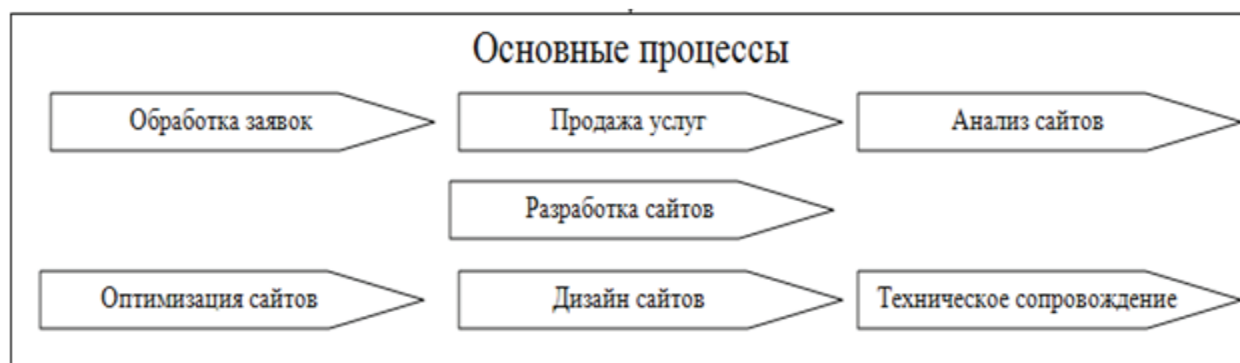 Основные процессы
Обработка заявок
Продажа услуг
Анализ сайтов
Разработка сайтов
Оптимизация сайтов
Дизайн сайтов
Техническое сопровождение